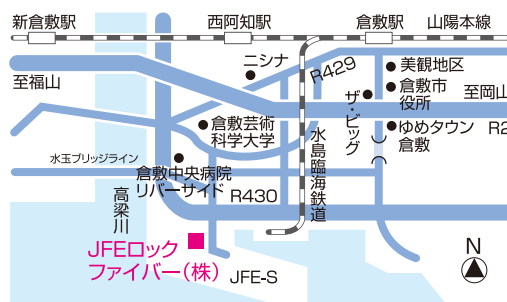 新倉敷駅
西阿知駅
倉敷駅
山陽本線
ニシナ
R429
美観地区
至福山
ザ・ビッグ
倉敷市
役所
至岡山
倉敷芸術
科学大学
ゆめタウン
倉敷
R2
水玉ブリッジライン
倉敷中央病院
リバーサイド
水島臨海鉄道
高梁川
R430
JFEロック
ファイバー(株)
JFE-S
N